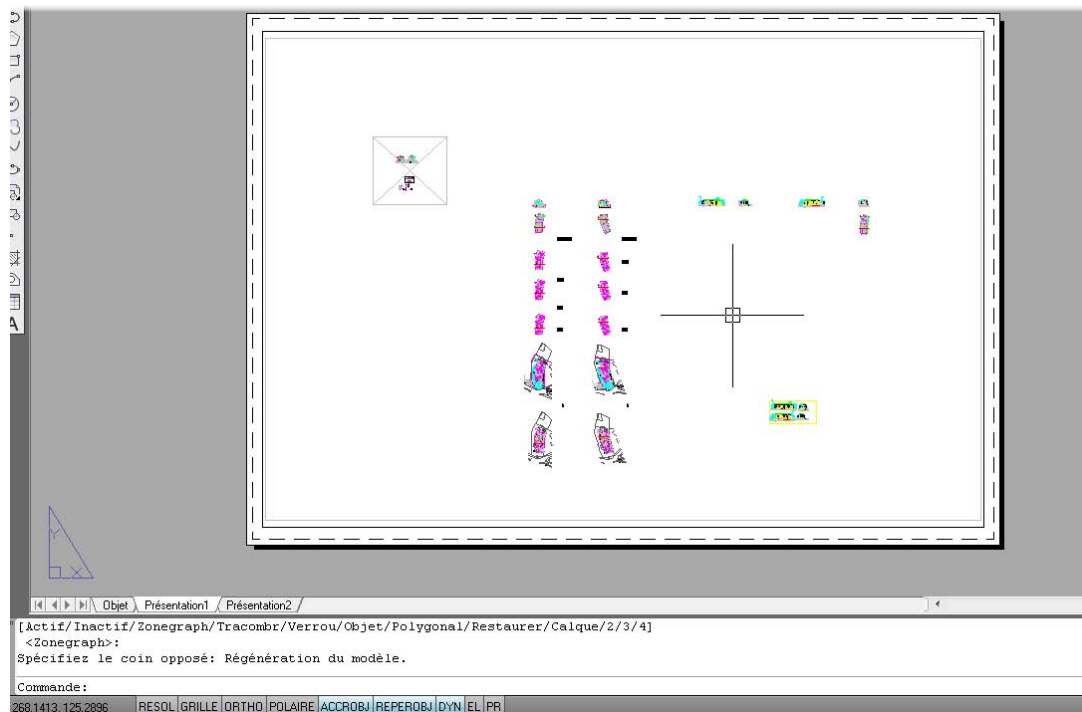 A
Y
X
Objet Présentation1 Présentation2
[Actif/Inactif/Zonegraph/Tracombr/Verrou/Objet/Polygonal/Restaurer/Calque/2/3/4]
<Zonegraph>:
Spécifiez le coin opposé: Régénération du modèle.
Commande:
268.1413, 125.2896 RESOL GRILLE ORTHO POLAIRE ACCROBJ REPEROBJ DYN EL PR